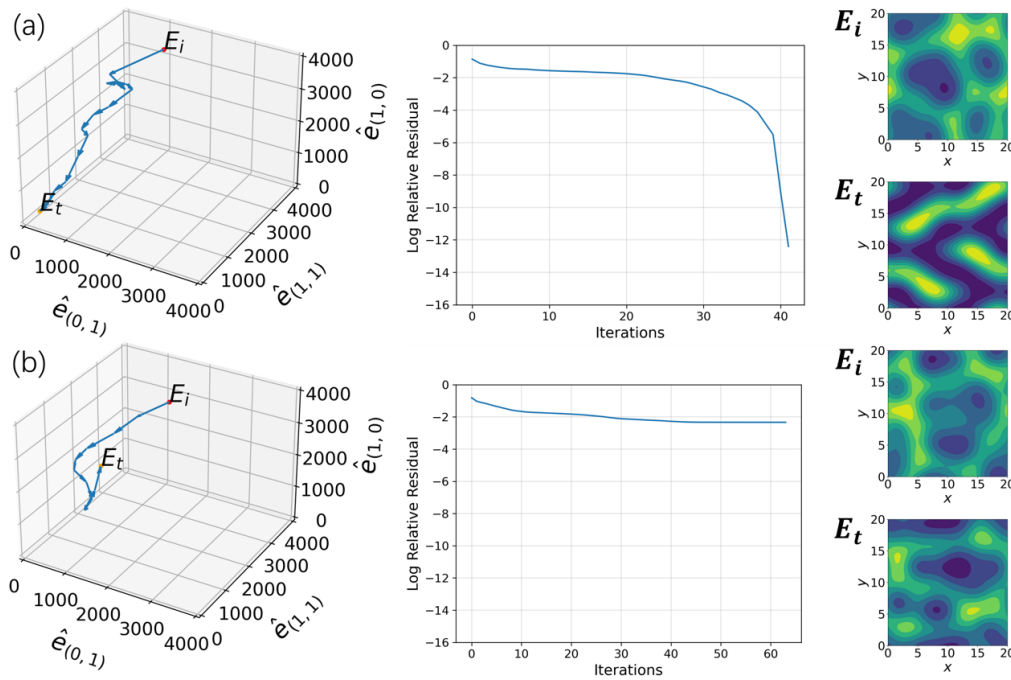 (a)
E_i
E_t
ê_(1, 0)
4000
3000
2000
1000
0
0
1000
2000
3000
4000
ê_(0, 1)
0
1000
2000
3000
4000
ê_(1, 1)
Log Relative Residual
0
−2
−4
−6
−8
−10
−12
−14
−16
0
10
20
30
40
Iterations
E_i
y
20
15
10
5
0
0 5 10 15 20
x
E_t
y
20
15
10
5
0
0 5 10 15 20
x
(b)
E_i
E_t
ê_(1, 0)
4000
3000
2000
1000
0
0
1000
2000
3000
4000
ê_(0, 1)
0
1000
2000
3000
4000
ê_(1, 1)
Log Relative Residual
0
−2
−4
−6
−8
−10
−12
−14
−16
0 10 20 30 40 50 60
Iterations
E_i
y
20
15
10
5
0
0 5 10 15 20
x
E_t
y
20
15
10
5
0
0 5 10 15 20
x